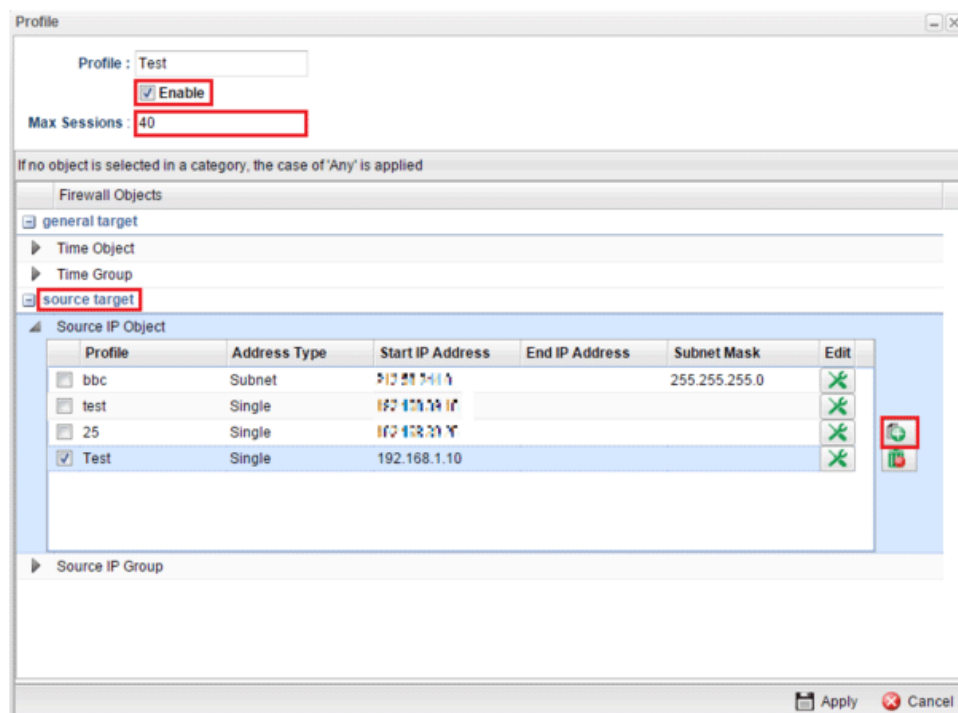 Profile
Profile : Test
Enable
Max Sessions : 40
If no object is selected in a category, the case of 'Any' is applied
Firewall Objects
general target
Time Object
Time Group
source target
Source IP Object
Profile Address Type Start IP Address End IP Address Subnet Mask Edit
bbc Subnet 255.255.255.0
test Single
25 Single
Test Single 192.168.1.10
Source IP Group
Apply Cancel